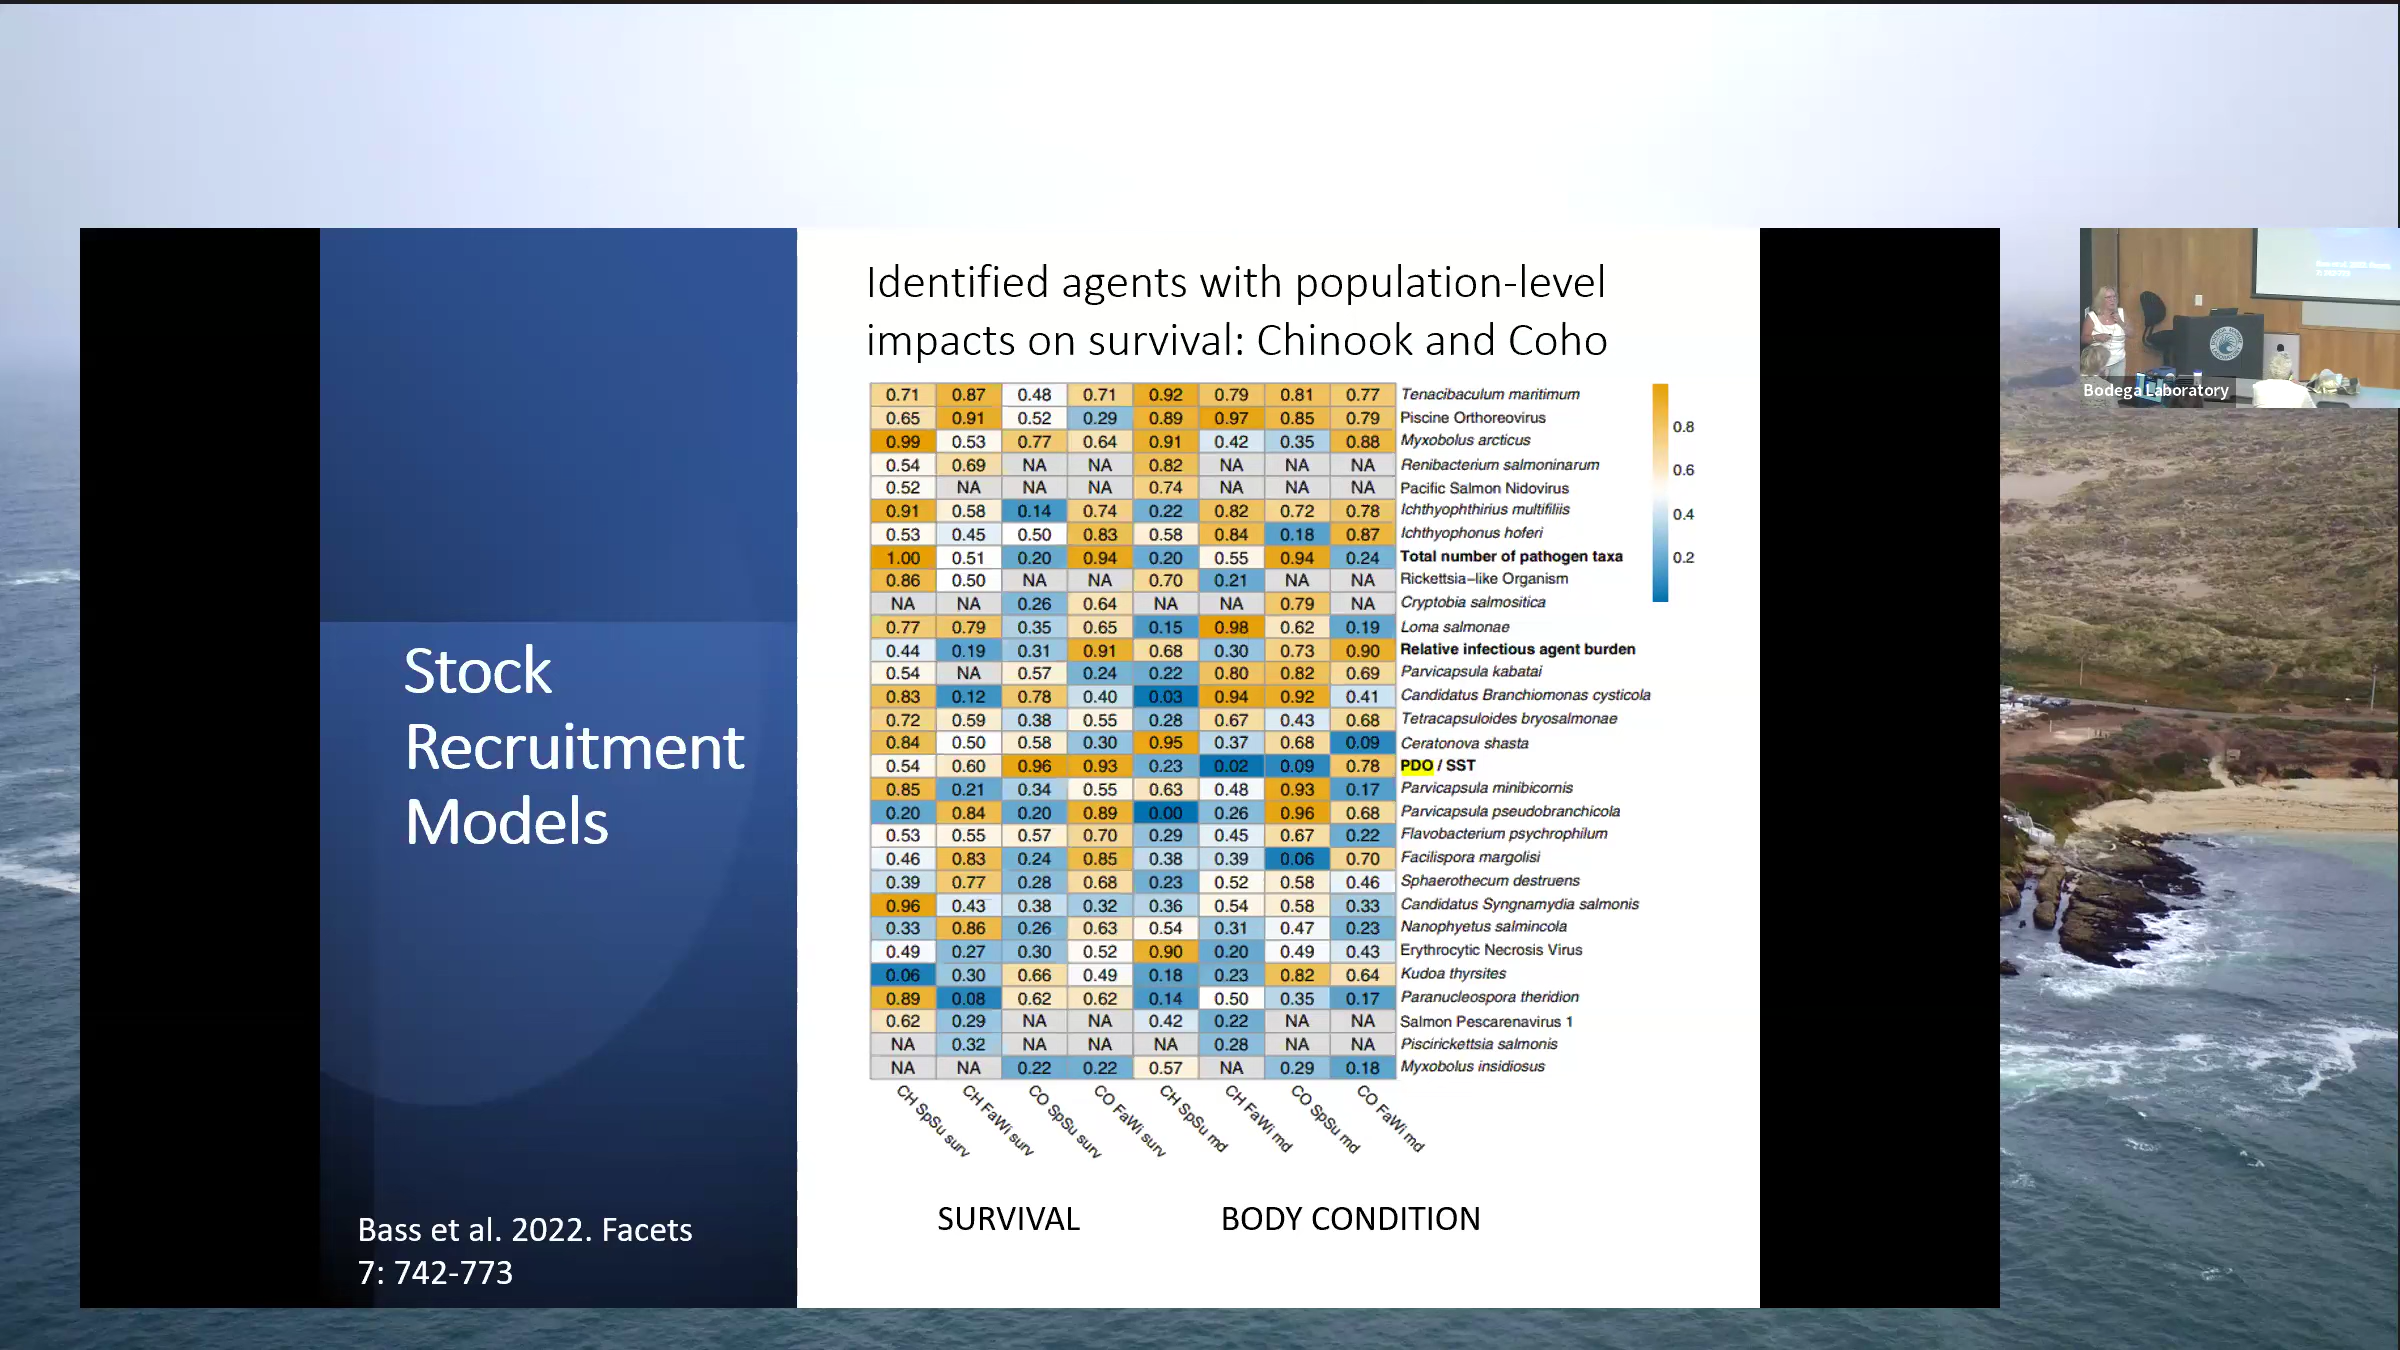 Identified agents with population-level
impacts on survival: Chinook and Coho
Stock
Recruitment
Models
Bass et al. 2022. Facets
7: 742-773
0.71 0.87 0.48 0.71 0.92 0.79 0.81 0.77 Tenacibaculum maritimum
0.65 0.91 0.52 0.29 0.89 0.97 0.85 0.79 Piscine Orthoreovirus
0.99 0.53 0.77 0.64 0.91 0.42 0.35 0.88 Myxobolus arcticus
0.54 0.69 NA NA 0.82 NA NA NA Renibacterium salmoninarum
0.52 NA NA NA 0.74 NA NA NA Pacific Salmon Nidovirus
0.91 0.58 0.14 0.74 0.22 0.82 0.72 0.78 Ichthyophthirius multifiliis
0.53 0.45 0.50 0.83 0.58 0.84 0.18 0.87 Ichthyophonus hoferi
1.00 0.51 0.20 0.94 0.20 0.55 0.94 0.24 Total number of pathogen taxa
0.86 0.50 NA NA 0.70 0.21 NA NA Rickettsia–like Organism
NA NA 0.26 0.64 NA NA 0.79 NA Cryptobia salmositica
0.77 0.79 0.35 0.65 0.15 0.98 0.62 0.19 Loma salmonae
0.44 0.19 0.31 0.91 0.68 0.30 0.73 0.90 Relative infectious agent burden
0.54 NA 0.57 0.24 0.22 0.80 0.82 0.69 Parvicapsula kabatai
0.83 0.12 0.78 0.40 0.03 0.94 0.92 0.41 Candidatus Branchiomonas cysticola
0.72 0.59 0.38 0.55 0.28 0.67 0.43 0.68 Tetracapsuloides bryosalmonae
0.84 0.50 0.58 0.30 0.95 0.37 0.68 0.09 Ceratonova shasta
0.54 0.60 0.96 0.93 0.23 0.02 0.09 0.78 PDO / SST
0.85 0.21 0.34 0.55 0.63 0.48 0.93 0.17 Parvicapsula minibicornis
0.20 0.84 0.20 0.89 0.00 0.26 0.96 0.68 Parvicapsula pseudobranchicola
0.53 0.55 0.57 0.70 0.29 0.45 0.67 0.22 Flavobacterium psychrophilum
0.46 0.83 0.24 0.85 0.38 0.39 0.06 0.70 Facilispora margolisi
0.39 0.77 0.28 0.68 0.23 0.52 0.58 0.46 Sphaerothecum destruens
0.96 0.43 0.38 0.32 0.36 0.54 0.58 0.33 Candidatus Syngnamydia salmonis
0.33 0.86 0.26 0.63 0.54 0.31 0.47 0.23 Nanophyetus salmincola
0.49 0.27 0.30 0.52 0.90 0.20 0.49 0.43 Erythrocytic Necrosis Virus
0.06 0.30 0.66 0.49 0.18 0.23 0.82 0.64 Kudoa thyrsites
0.89 0.08 0.62 0.62 0.14 0.50 0.35 0.17 Paranucleospora theridion
0.62 0.29 NA NA 0.42 0.22 NA NA Salmon Pescarenavirus 1
NA 0.32 NA NA NA 0.28 NA NA Piscirickettsia salmonis
NA NA 0.22 0.22 0.57 NA 0.29 0.18 Myxobolus insidiosus
CH SpSu surv
CH FaWi surv
CO SpSu surv
CO FaWi surv
CH SpSu md
CH FaWi md
CO SpSu md
CO FaWi md
0.8
0.6
0.4
0.2
SURVIVAL
BODY CONDITION
Bodega Laboratory